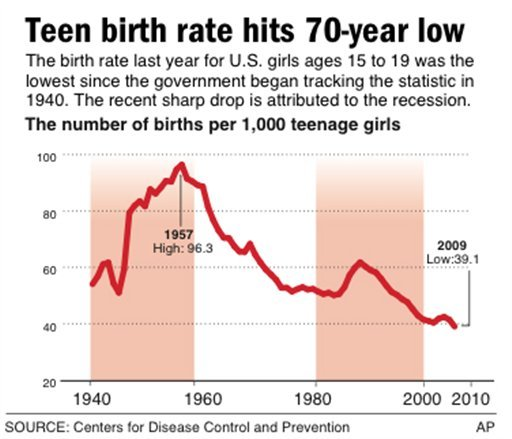 Teen birth rate hits 70-year low
The birth rate last year for U.S. girls ages 15 to 19 was the
lowest since the government began tracking the statistic in
1940. The recent sharp drop is attributed to the recession.
The number of births per 1,000 teenage girls
100
80
60
40
20
1957
High: 96.3
2009
Low:39.1
1940 1960 1980 2000 2010
SOURCE: Centers for Disease Control and Prevention AP